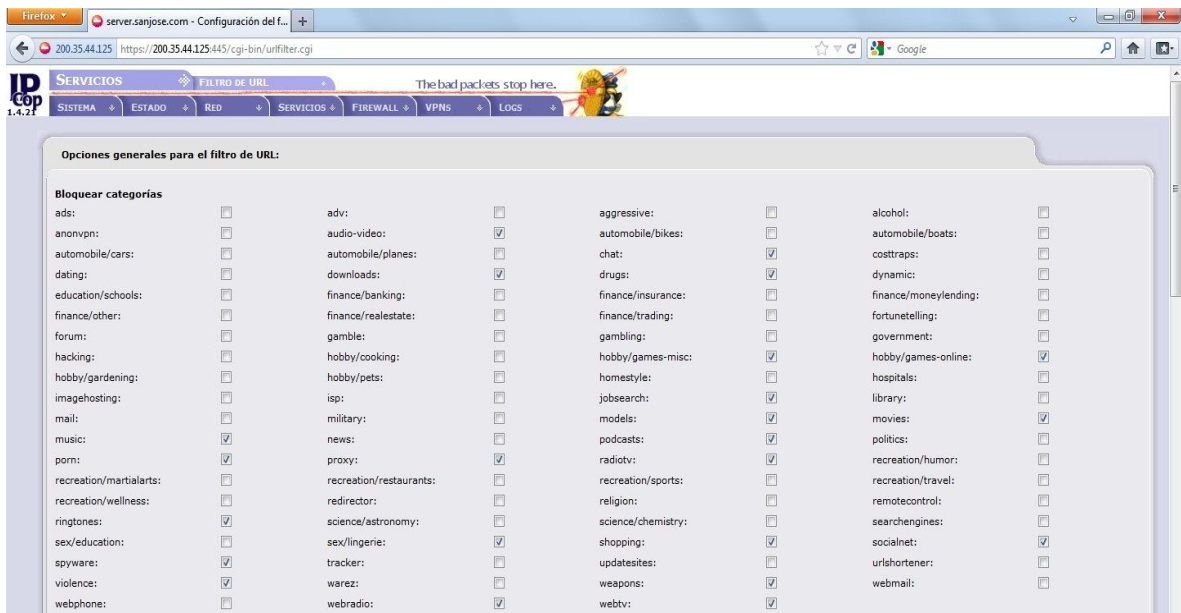 Firefox
server.sanjose.com - Configuración del f...
200.35.44.125 https://200.35.44.125:445/cgi-bin/urlfilter.cgi
Google
IPCop
1.4.21
SERVICIOS FILTRO DE URL The bad packets stop here.
SISTEMA ESTADO RED SERVICIOS FIREWALL VPNS LOGS
Opciones generales para el filtro de URL:
Bloquear categorías
ads: adv: aggressive: alcohol:
anonvpn: audio-video: automobile/bikes: automobile/boats:
automobile/cars: automobile/planes: chat: costtraps:
dating: downloads: drugs: dynamic:
education/schools: finance/banking: finance/insurance: finance/moneylending:
finance/other: finance/realestate: finance/trading: fortunetelling:
forum: gamble: gambling: government:
hacking: hobby/cooking: hobby/games-misc: hobby/games-online:
hobby/gardening: hobby/pets: homestyle: hospitals:
imagehosting: isp: jobsearch: library:
mail: military: models: movies:
music: news: podcasts: politics:
porn: proxy: radiotv: recreation/humor:
recreation/martialarts: recreation/restaurants: recreation/sports: recreation/travel:
recreation/wellness: redirector: religion: remotecontrol:
ringtones: science/astronomy: science/chemistry: searchengines:
sex/education: sex/lingerie: shopping: socialnet:
spyware: tracker: updatesites: urlshortener:
violence: warez: weapons: webmail:
webphone: webradio: webtv: